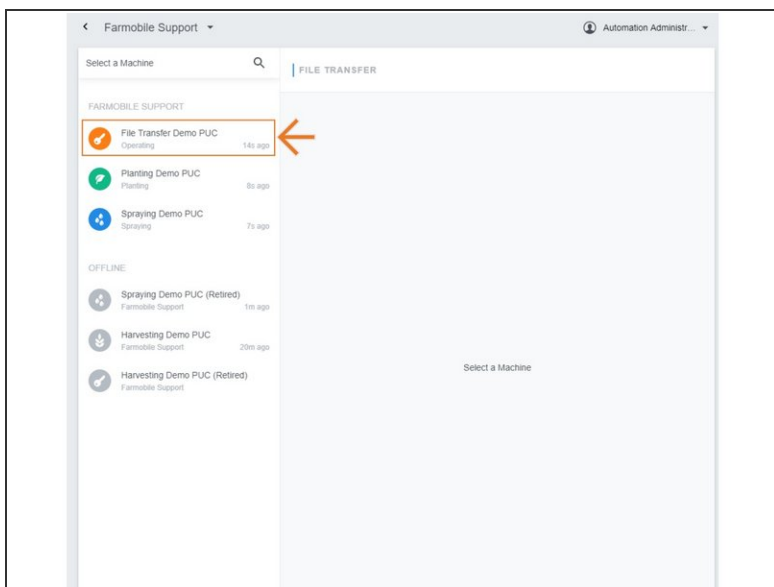 Farmobile Support
Automation Administr...
Select a Machine
FILE TRANSFER
FARMOBILE SUPPORT
File Transfer Demo PUC
Operating 14s ago
Planting Demo PUC
Planting 8s ago
Spraying Demo PUC
Spraying 7s ago
OFFLINE
Spraying Demo PUC (Retired)
Farmobile Support 1m ago
Harvesting Demo PUC
Farmobile Support 20m ago
Harvesting Demo PUC (Retired)
Farmobile Support
Select a Machine